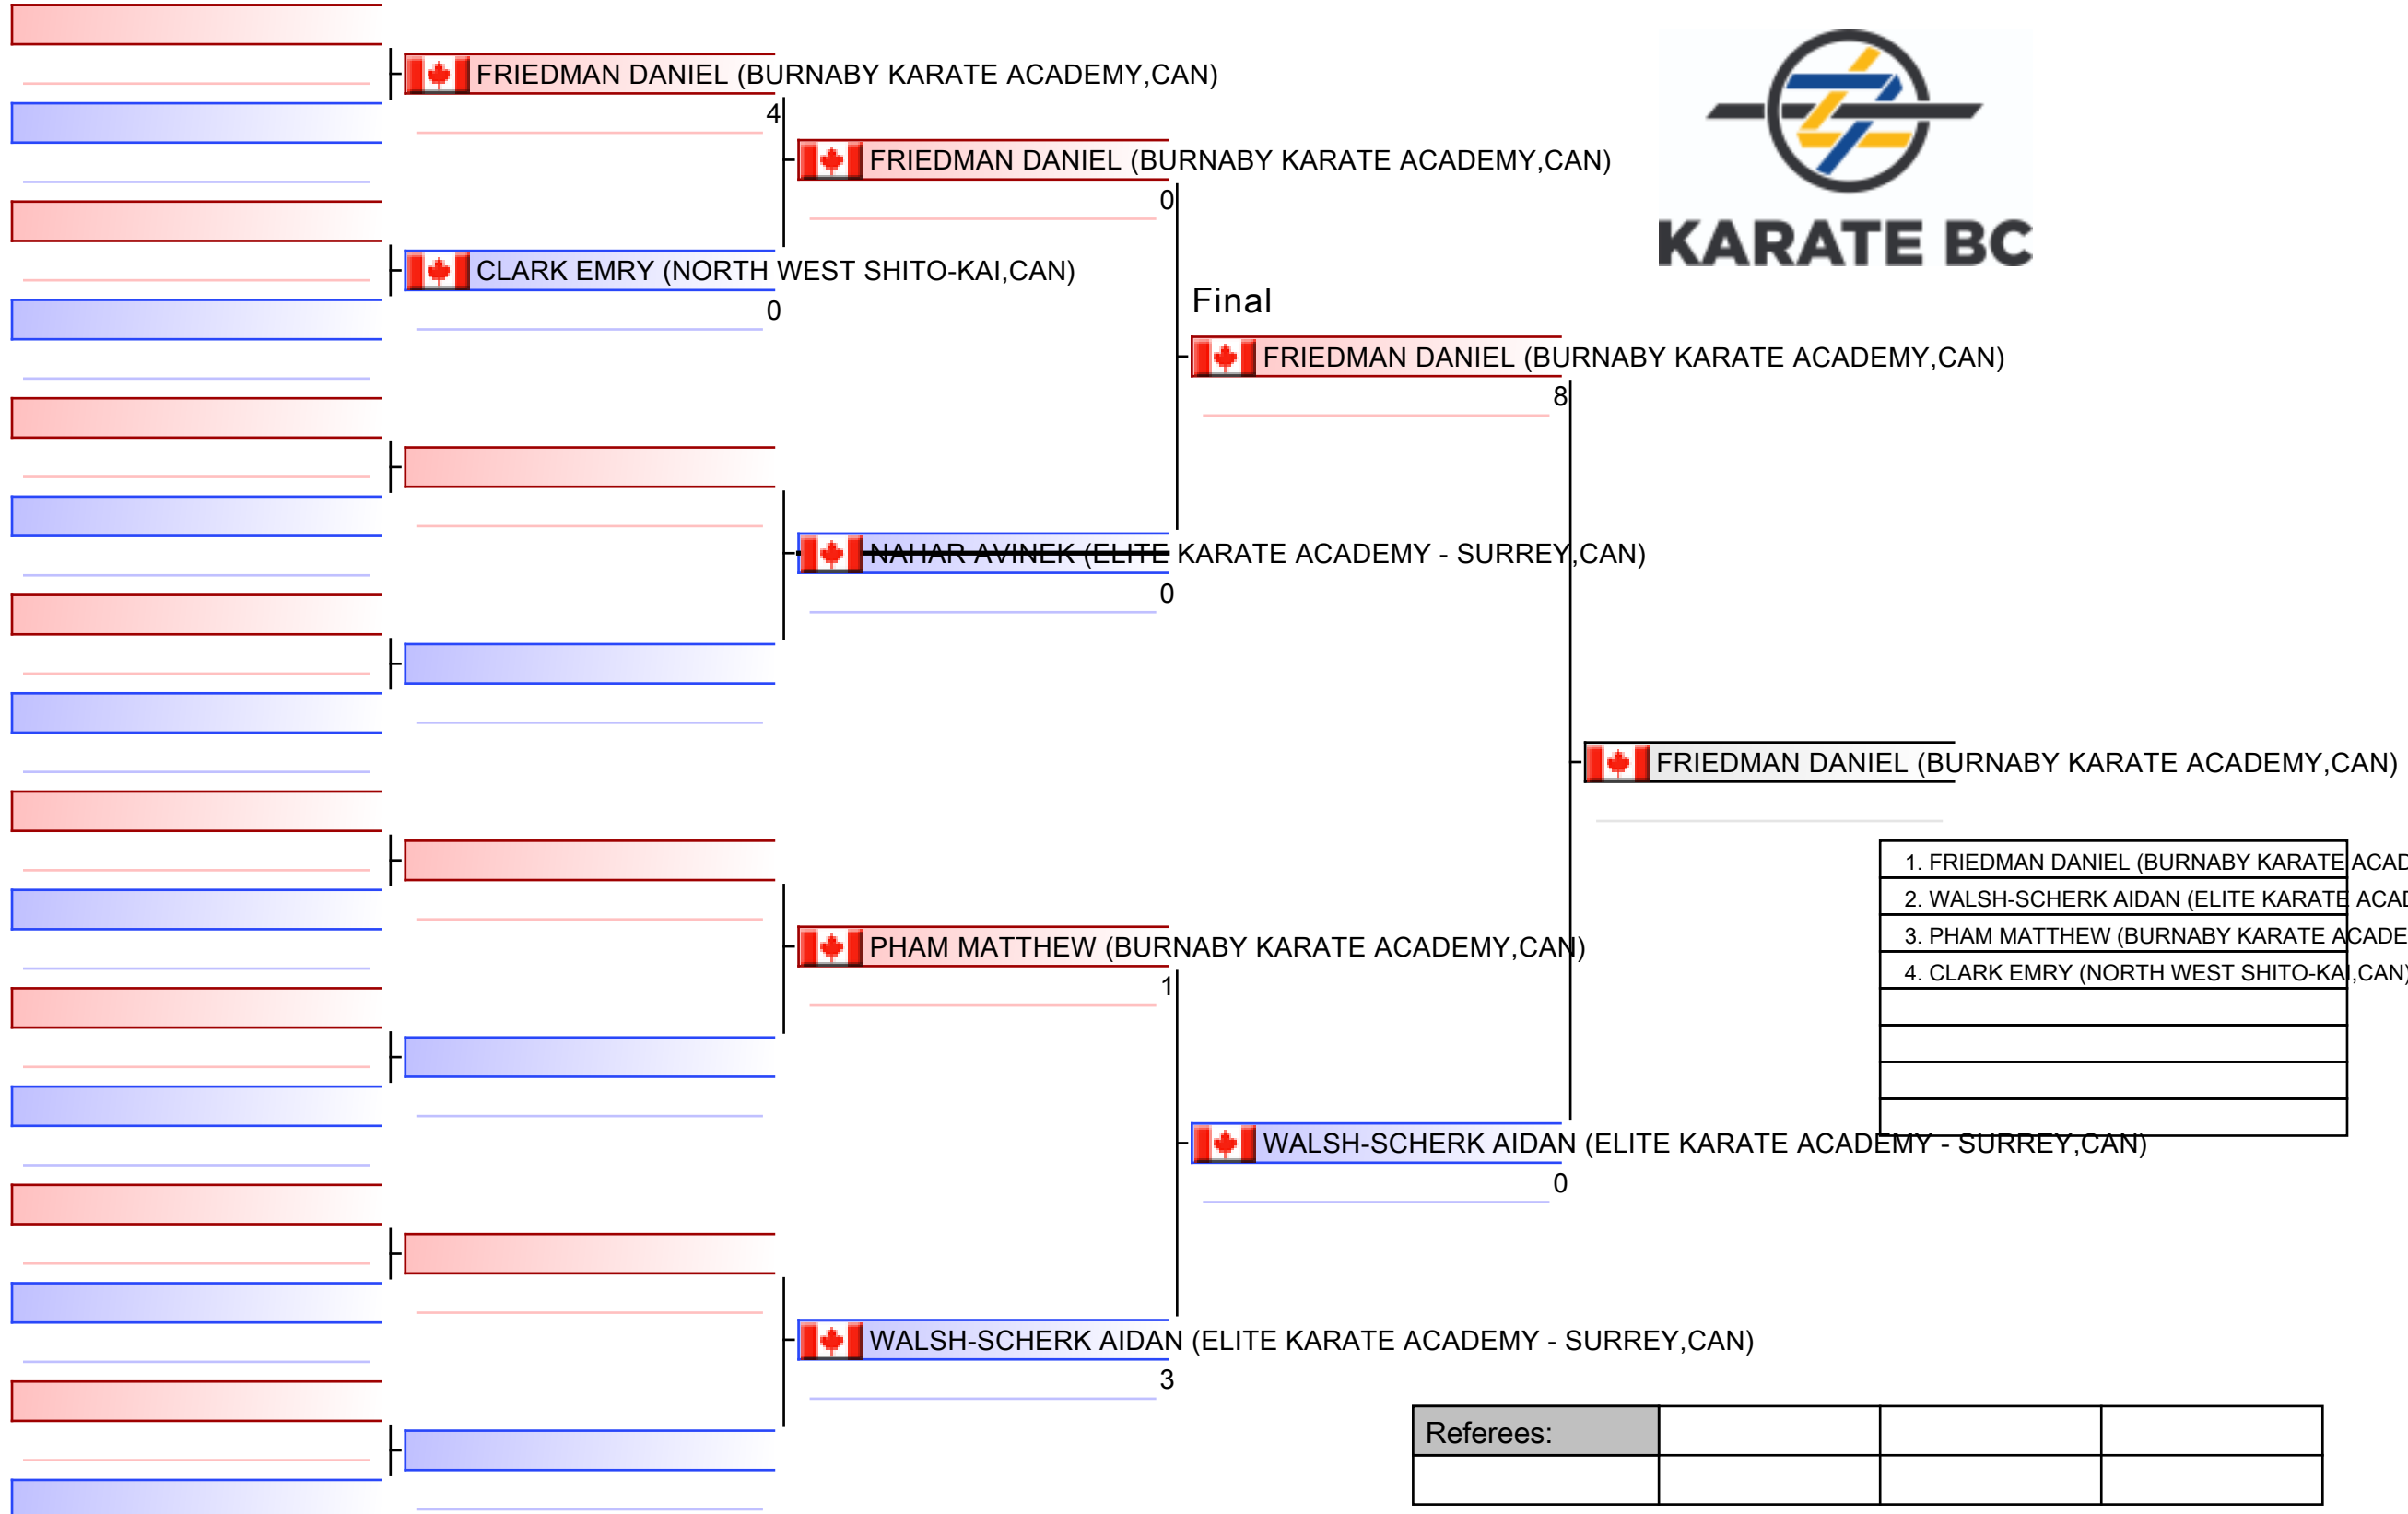 FRIEDMAN DANIEL (BURNABY KARATE ACADEMY,CAN)
4
FRIEDMAN DANIEL (BURNABY KARATE ACADEMY,CAN)
0
KARATE BC
CLARK EMRY (NORTH WEST SHITO-KAI,CAN)
0
Final
FRIEDMAN DANIEL (BURNABY KARATE ACADEMY,CAN)
8
NAHAR AVINEK (ELITE KARATE ACADEMY - SURREY,CAN)
0
FRIEDMAN DANIEL (BURNABY KARATE ACADEMY,CAN)
1. FRIEDMAN DANIEL (BURNABY KARATE ACAD
2. WALSH-SCHERK AIDAN (ELITE KARATE ACAD
3. PHAM MATTHEW (BURNABY KARATE ACADE
4. CLARK EMRY (NORTH WEST SHITO-KAI,CAN)
PHAM MATTHEW (BURNABY KARATE ACADEMY,CAN)
1
WALSH-SCHERK AIDAN (ELITE KARATE ACADEMY - SURREY,CAN)
0
WALSH-SCHERK AIDAN (ELITE KARATE ACADEMY - SURREY,CAN)
3
Referees: